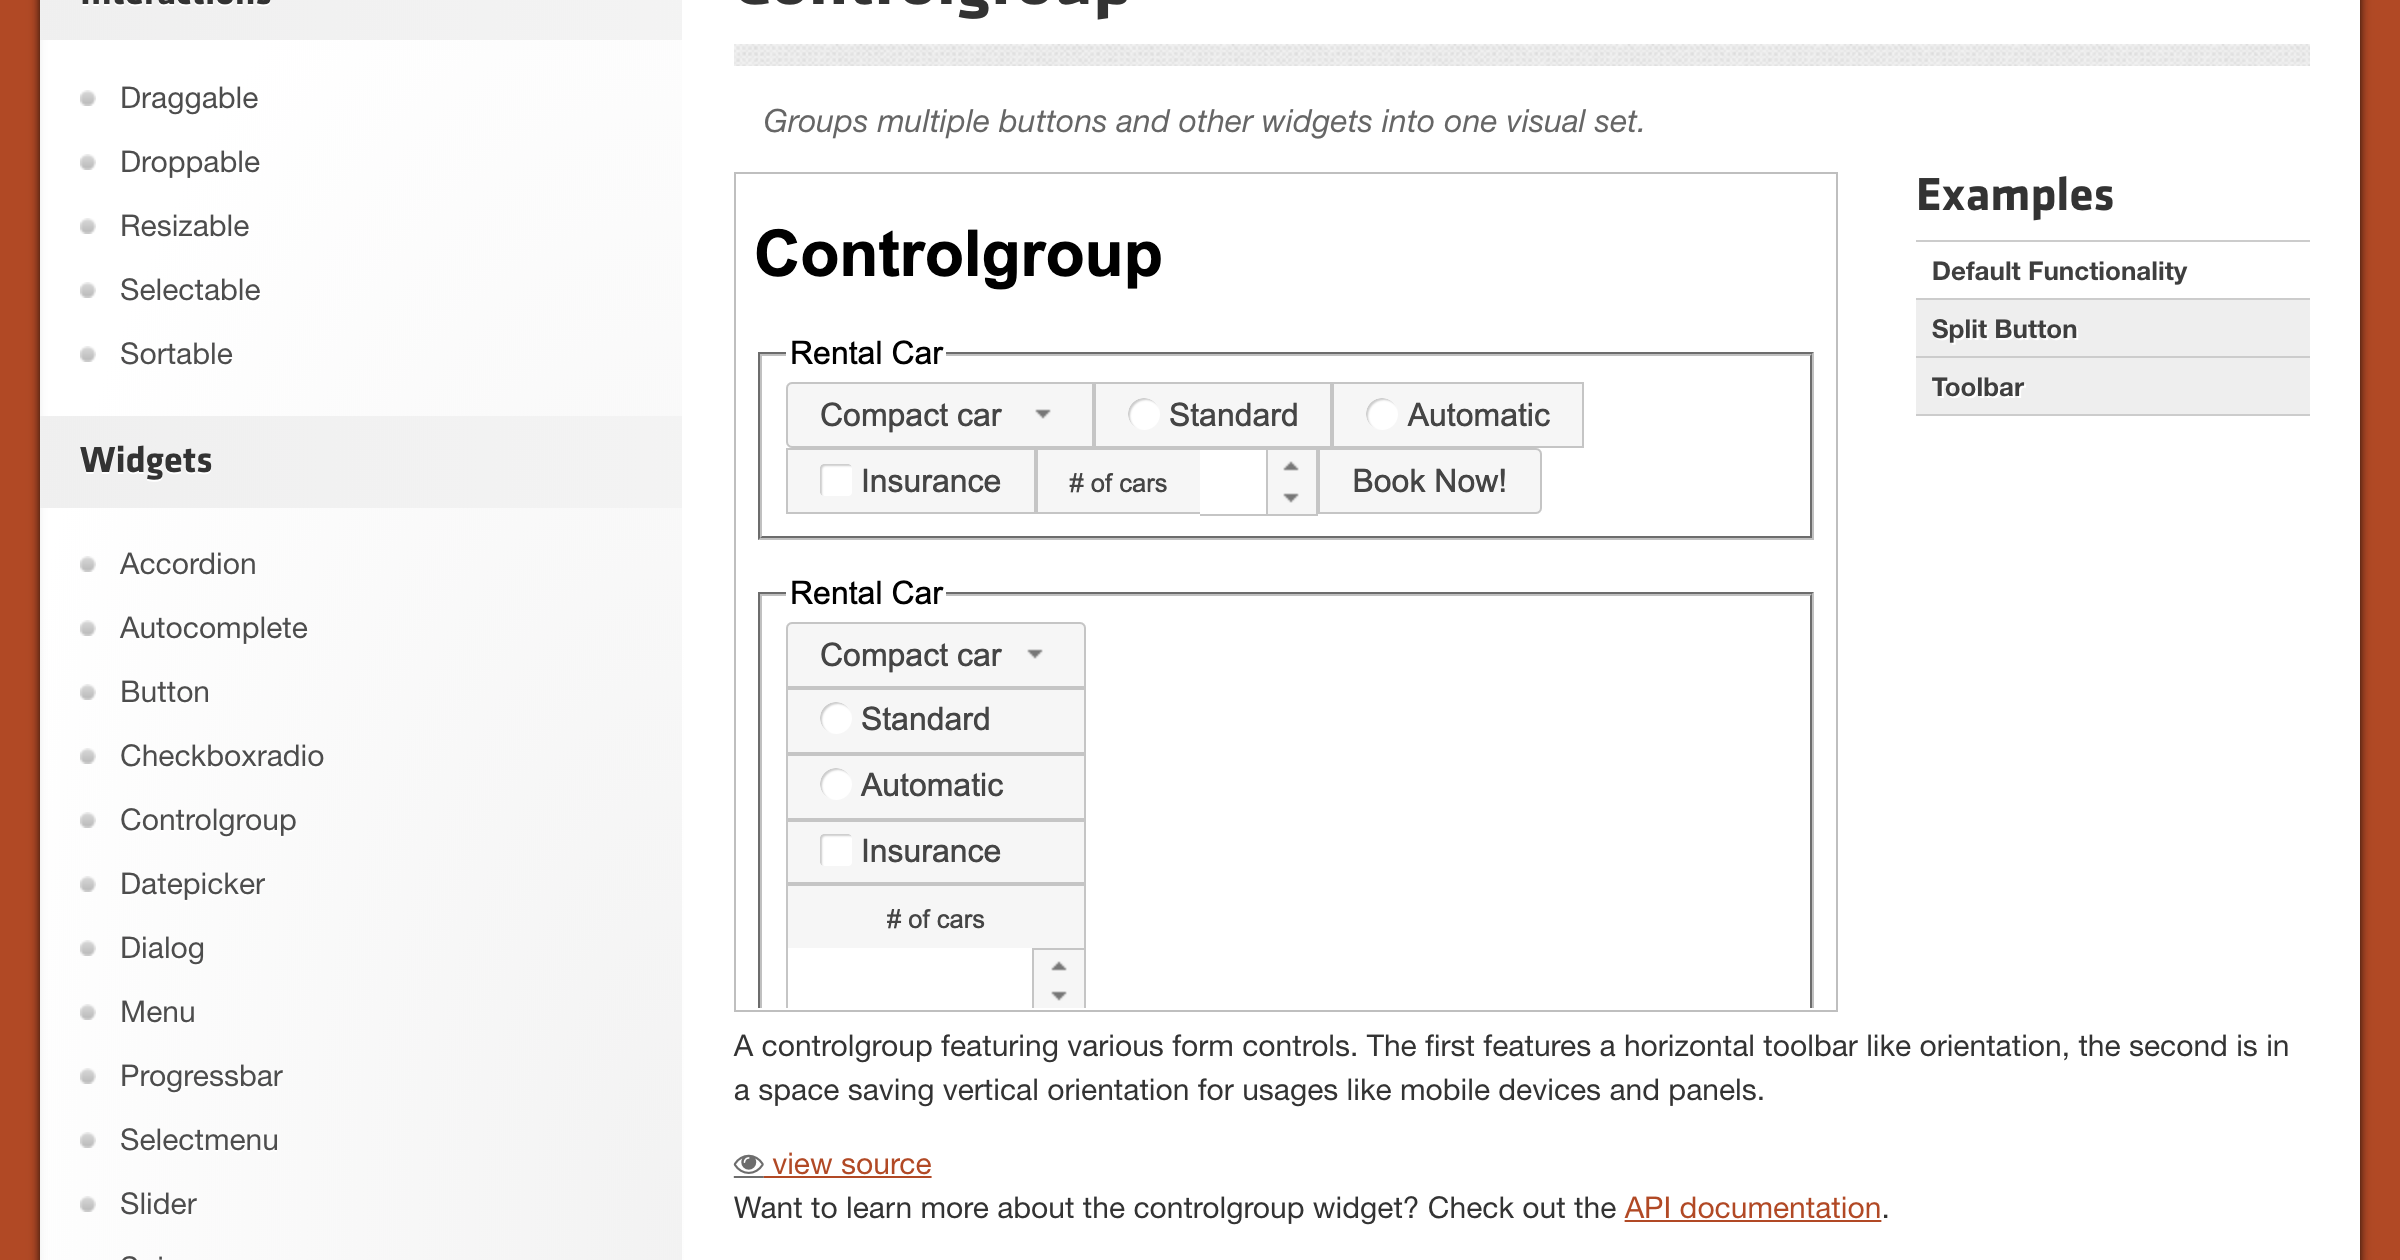 Interactions
Draggable
Droppable
Resizable
Selectable
Sortable
Widgets
Accordion
Autocomplete
Button
Checkboxradio
Controlgroup
Datepicker
Dialog
Menu
Progressbar
Selectmenu
Slider
Controlgroup
Groups multiple buttons and other widgets into one visual set.
Controlgroup
Rental Car
Compact car Standard Automatic
Insurance # of cars Book Now!
Rental Car
Compact car
Standard
Automatic
Insurance
# of cars
A controlgroup featuring various form controls. The first features a horizontal toolbar like orientation, the second is in
a space saving vertical orientation for usages like mobile devices and panels.
view source
Want to learn more about the controlgroup widget? Check out the API documentation.
Examples
Default Functionality
Split Button
Toolbar